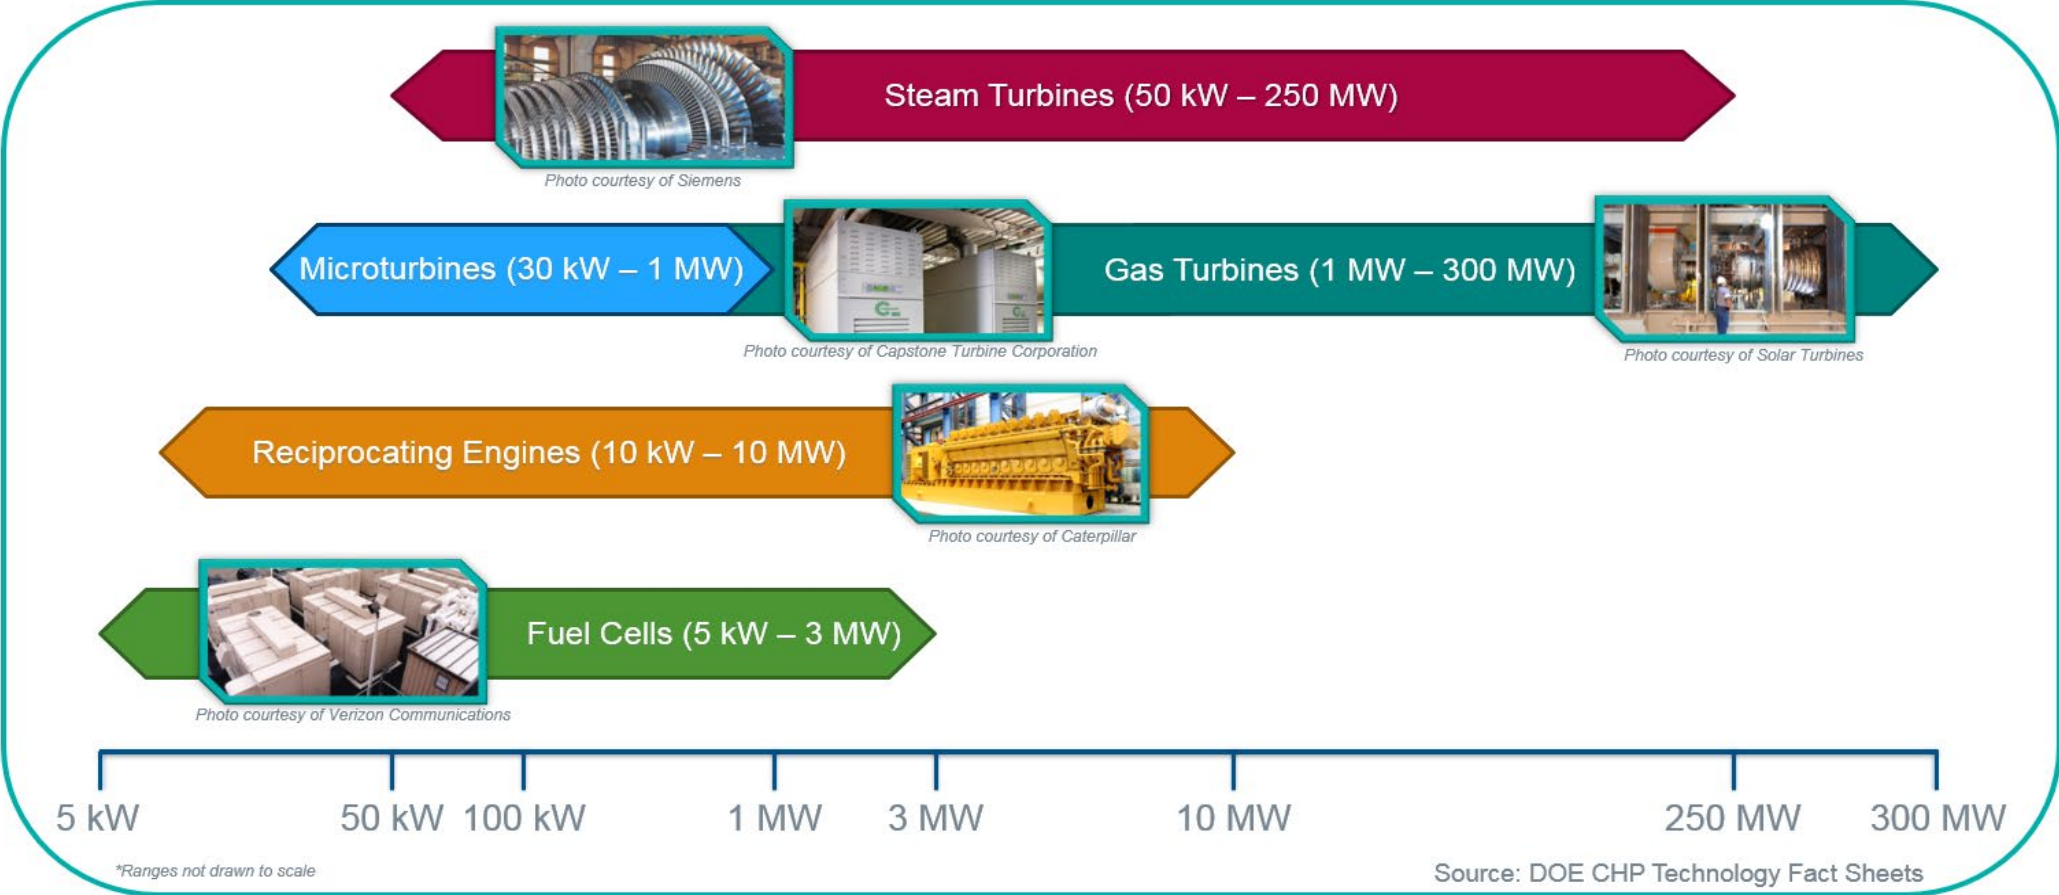 Steam Turbines (50 kW – 250 MW)
Photo courtesy of Siemens
Microturbines (30 kW – 1 MW)
Gas Turbines (1 MW – 300 MW)
Photo courtesy of Capstone Turbine Corporation
Photo courtesy of Solar Turbines
Reciprocating Engines (10 kW – 10 MW)
Photo courtesy of Caterpillar
Fuel Cells (5 kW – 3 MW)
Photo courtesy of Verizon Communications
5 kW
50 kW
100 kW
1 MW
3 MW
10 MW
250 MW
300 MW
*Ranges not drawn to scale
Source: DOE CHP Technology Fact Sheets